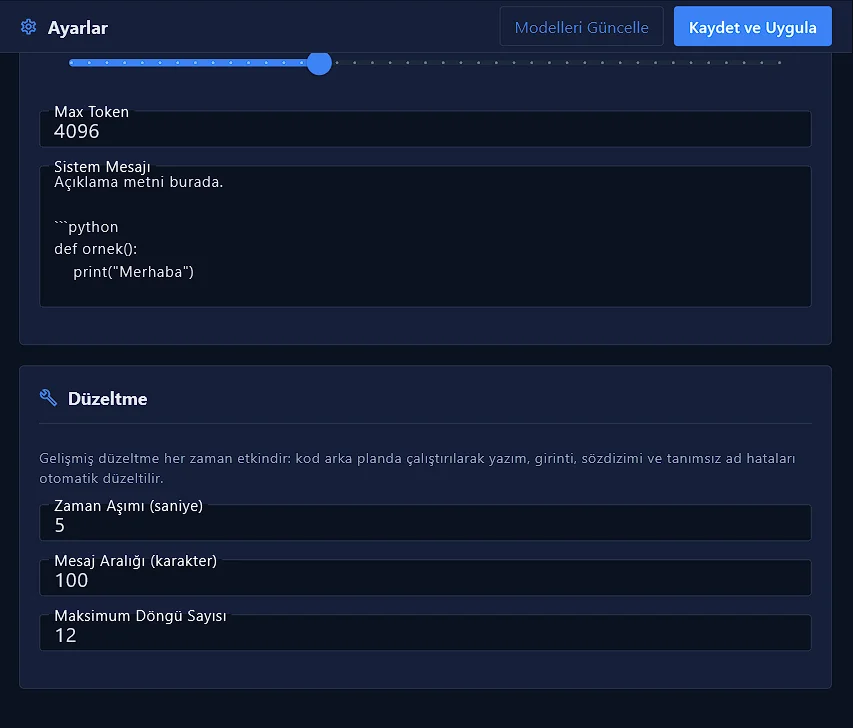 Ayarlar
Modelleri Güncelle
Kaydet ve Uygula
Max Token
4096
Sistem Mesajı
Açıklama metni burada.
```python
def ornek():
    print("Merhaba")
Düzeltme
Gelişmiş düzeltme her zaman etkindir: kod arka planda çalıştırılarak yazım, girinti, sözdizimi ve tanımsız ad hataları
otomatik düzeltilir.
Zaman Aşımı (saniye)
5
Mesaj Aralığı (karakter)
100
Maksimum Döngü Sayısı
12